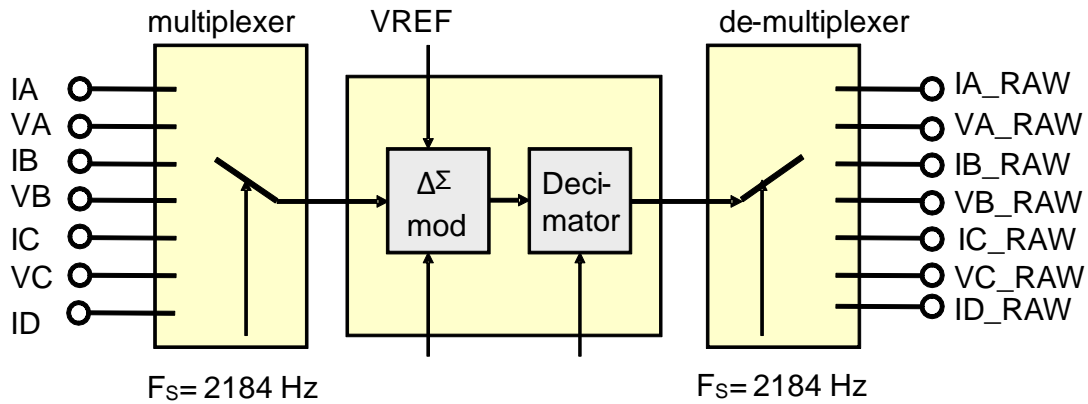 multiplexer
VREF
de-multiplexer
IA
VA
IB
VB
IC
VC
ID
ΔΣ
mod
Deci-
mator
IA_RAW
VA_RAW
IB_RAW
VB_RAW
IC_RAW
VC_RAW
ID_RAW
FS= 2184 Hz
FS= 2184 Hz